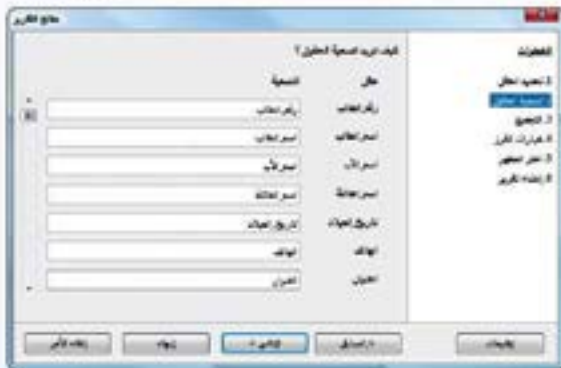 معالج التقرير
الخطوات
1. تحديد الحقل
2. تسمية الحقول
3. التجميع
4. خيارات الفرز
5. اختر المظهر
6. إنشاء تقرير
كيف تريد تسمية الحقول ؟
حقل التسمية
رقم الطالب رقم الطالب
اسم الطالب اسم الطالب
اسم الأب اسم الأب
اسم العائلة اسم العائلة
تاريخ الميلاد تاريخ الميلاد
الهاتف الهاتف
العنوان العنوان
تعليمات
< السابق
التالي >
إنهاء
إلغاء الأمر